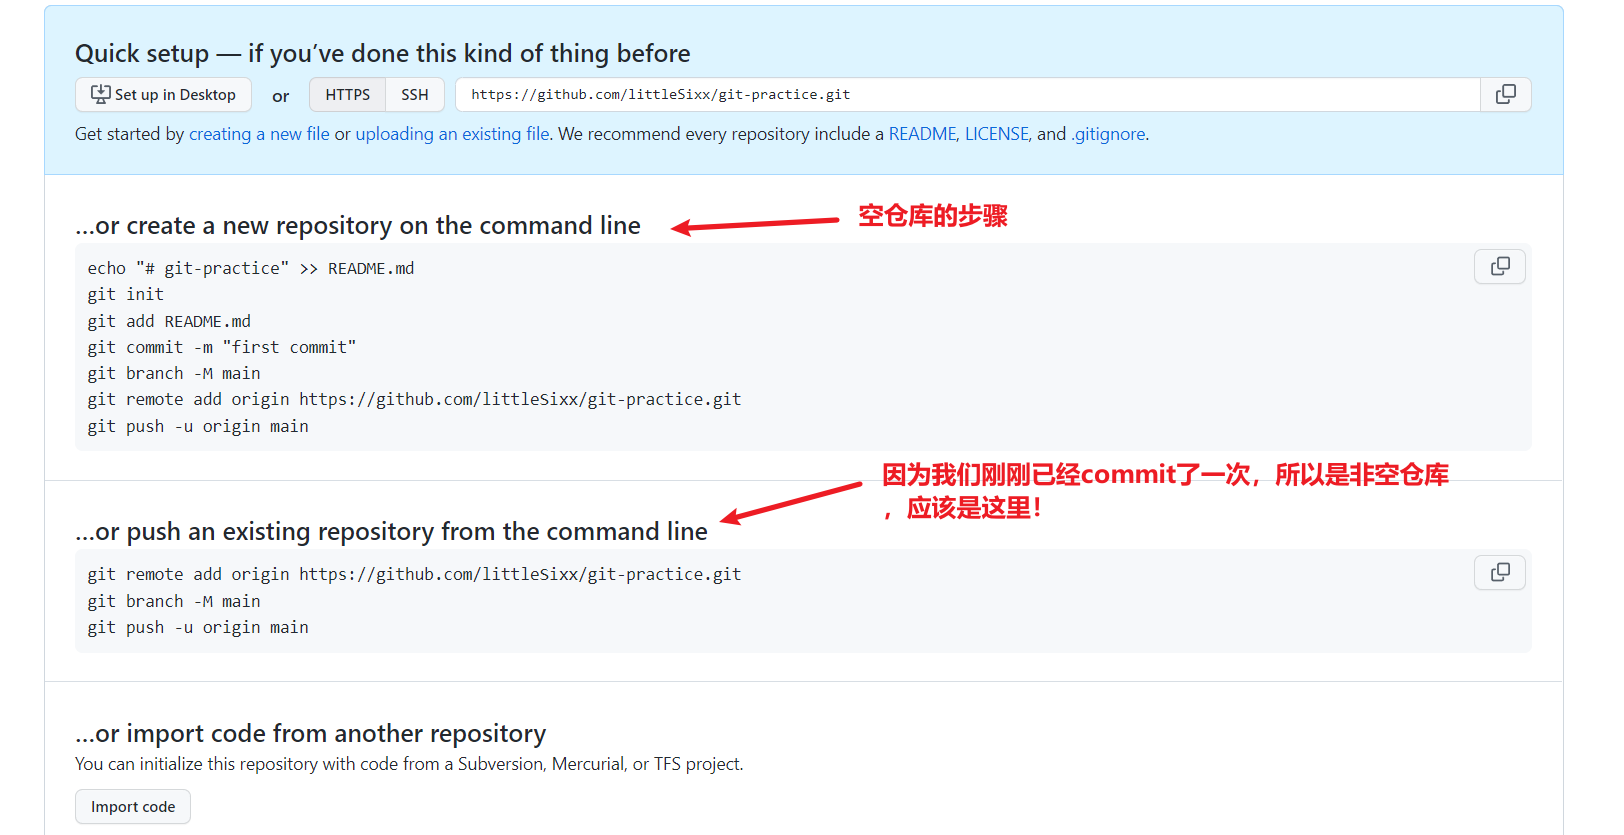 Quick setup — if you’ve done this kind of thing before
Set up in Desktop or HTTPS SSH https://github.com/littleSixx/git-practice.git
Get started by creating a new file or uploading an existing file. We recommend every repository include a README, LICENSE, and .gitignore.
…or create a new repository on the command line
空仓库的步骤
echo "# git-practice" >> README.md
git init
git add README.md
git commit -m "first commit"
git branch -M main
git remote add origin https://github.com/littleSixx/git-practice.git
git push -u origin main
因为我们刚刚已经commit了一次，所以是非空仓库
，应该是这里！
…or push an existing repository from the command line
git remote add origin https://github.com/littleSixx/git-practice.git
git branch -M main
git push -u origin main
…or import code from another repository
You can initialize this repository with code from a Subversion, Mercurial, or TFS project.
Import code